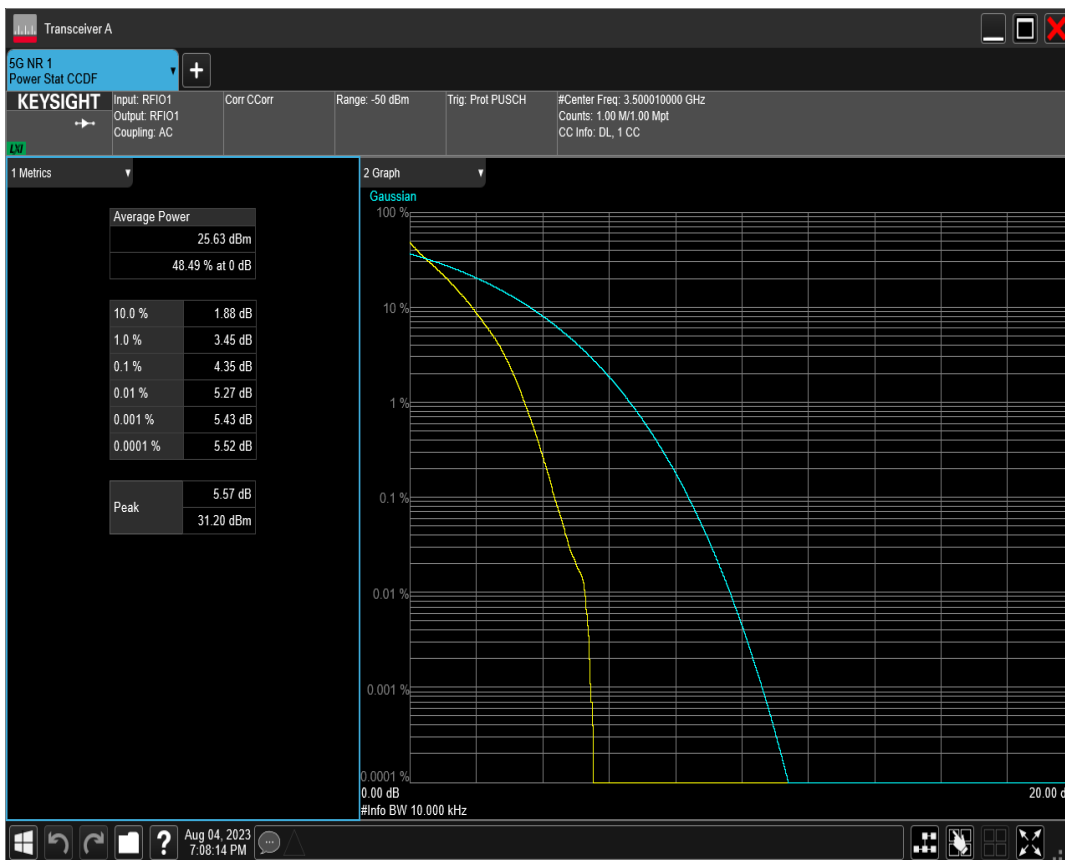 Transceiver A
5G NR 1
Power Stat CCDF
+
KEYSIGHT
LXI
Input: RFIO1
Output: RFIO1
Coupling: AC
Corr CCorr
Range: -50 dBm
Trig: Prot PUSCH
#Center Freq: 3.500010000 GHz
Counts: 1.00 M/1.00 Mpt
CC Info: DL, 1 CC
1 Metrics
Average Power
25.63 dBm
48.49 % at 0 dB
10.0 % 1.88 dB
1.0 % 3.45 dB
0.1 % 4.35 dB
0.01 % 5.27 dB
0.001 % 5.43 dB
0.0001 % 5.52 dB
Peak
5.57 dB
31.20 dBm
2 Graph
Gaussian
100 %
10 %
1 %
0.1 %
0.01 %
0.001 %
0.0001 %
0.00 dB
20.00 d
#Info BW 10.000 kHz
?
Aug 04, 2023
7:08:14 PM